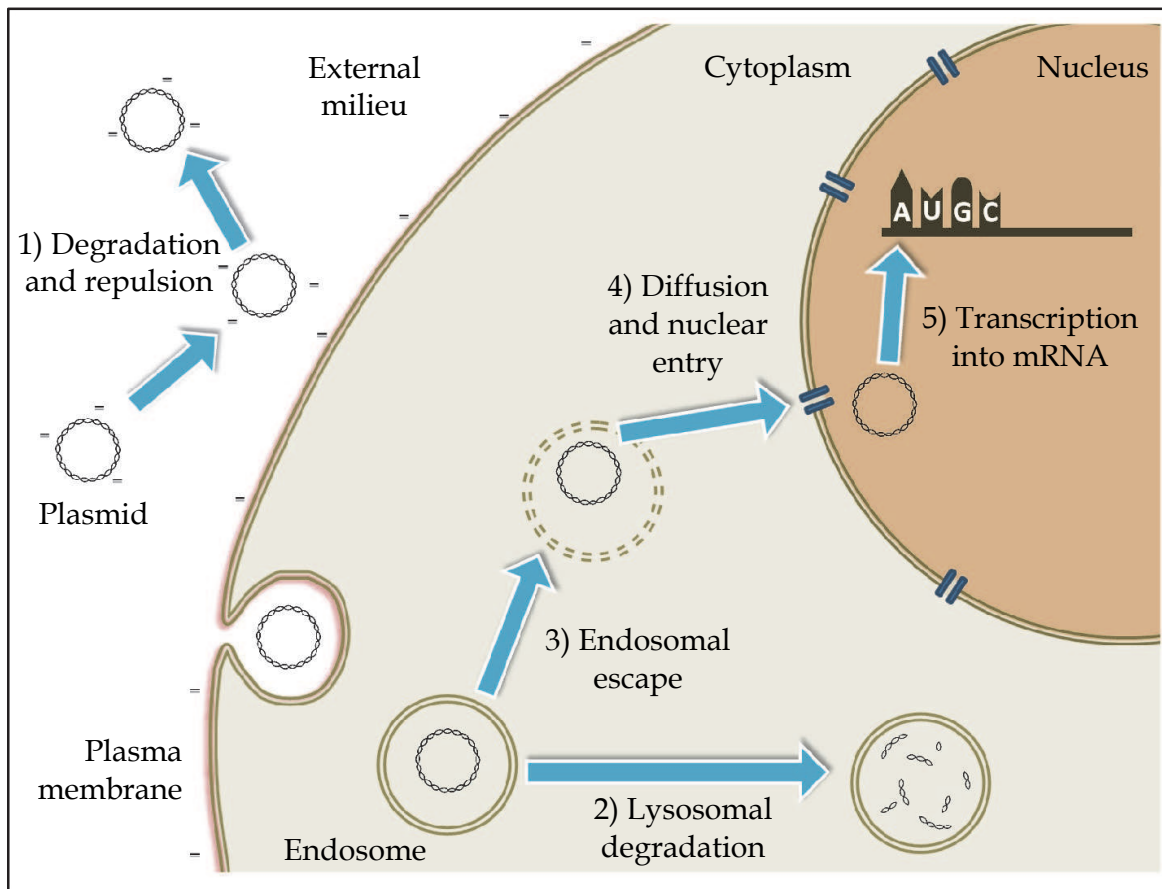 External
milieu
Cytoplasm
Nucleus
1) Degradation
and repulsion
A U G C
4) Diffusion
and nuclear
entry
5) Transcription
into mRNA
Plasmid
3) Endosomal
escape
Plasma
membrane
2) Lysosomal
degradation
Endosome